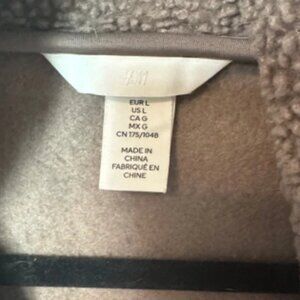 H&M
EUR L
US L
CA G
MX G
CN 175/104B
MADE IN
CHINA
FABRIQUÉ EN
CHINE